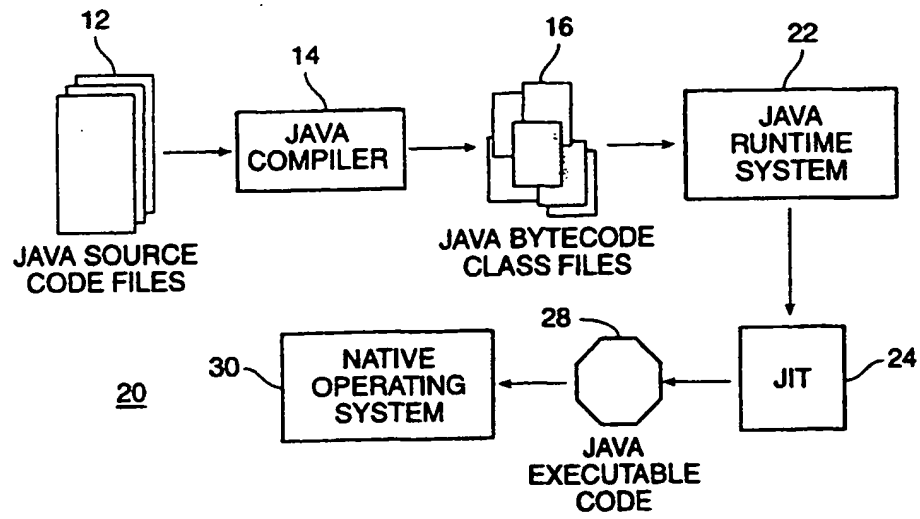 12
14
16
22
JAVA
COMPILER
JAVA
RUNTIME
SYSTEM
JAVA SOURCE
CODE FILES
JAVA BYTECODE
CLASS FILES
20
30
NATIVE
OPERATING
SYSTEM
28
JAVA
EXECUTABLE
CODE
JIT
24